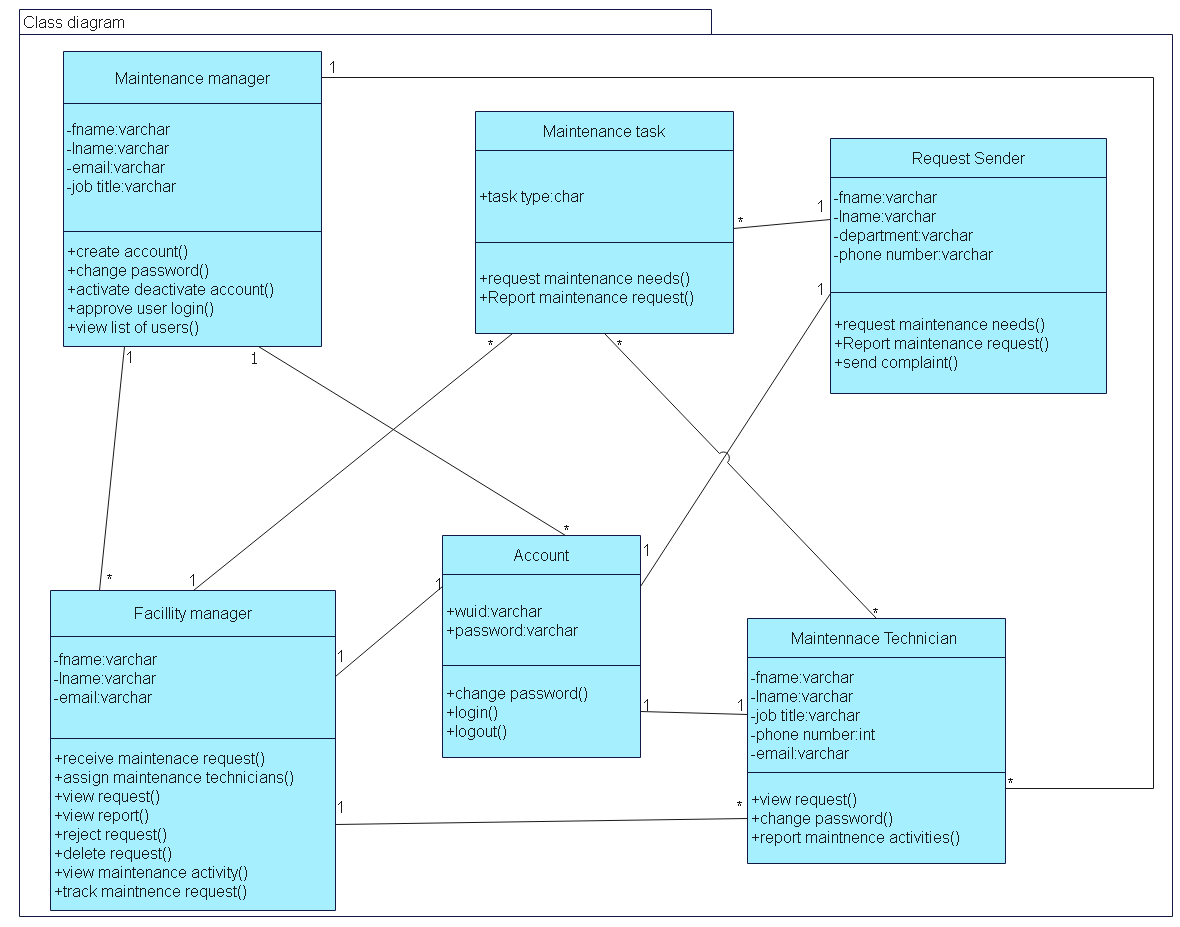 Class diagram
Maintenance manager
-fname:varchar
-lname:varchar
-email:varchar
-job title:varchar
+create account()
+change password()
+activate deactivate account()
+approve user login()
+view list of users()
1
1
1
Maintenance task
+task type:char
+request maintenance needs()
+Report maintenance request()
*
*
*
Request Sender
-fname:varchar
-lname:varchar
-department:varchar
-phone number:varchar
+request maintenance needs()
+Report maintenance request()
+send complaint()
1
1
Account
+wuid:varchar
+password:varchar
+change password()
+login()
+logout()
*
1
1
1
Facillity manager
-fname:varchar
-lname:varchar
-email:varchar
+receive maintenace request()
+assign maintenance technicians()
+view request()
+view report()
+reject request()
+delete request()
+view maintenance activity()
+track maintnence request()
*
1
1
1
Maintennace Technician
-fname:varchar
-lname:varchar
-job title:varchar
-phone number:int
-email:varchar
+view request()
+change password()
+report maintnence activities()
*
1
*
*